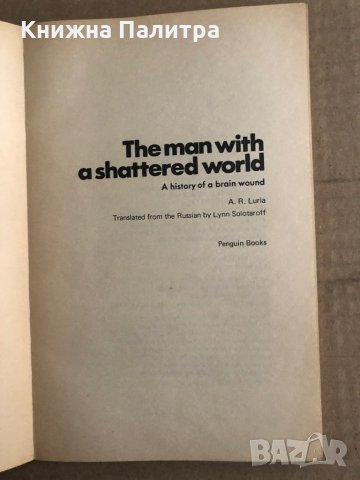 Книжна Палитра
The man with
a shattered world
A history of a brain wound
A. R. Luria
Translated from the Russian by Lynn Solotaroff
Penguin Books
BAZAR